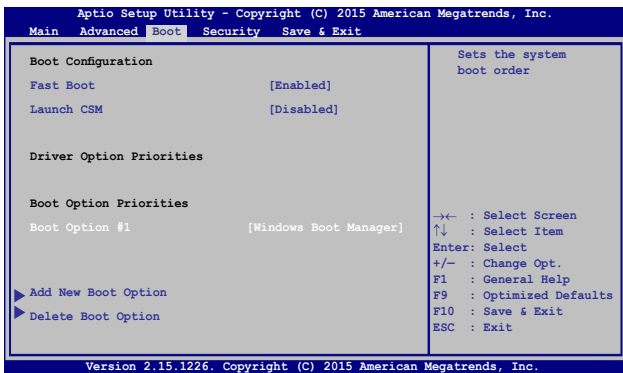 Aptio Setup Utility - Copyright (C) 2015 American Megatrends, Inc.
Main Advanced Boot Security Save & Exit
Boot Configuration
Fast Boot [Enabled]
Launch CSM [Disabled]
Driver Option Priorities
Boot Option Priorities
Boot Option #1 [Windows Boot Manager]
Add New Boot Option
Delete Boot Option
Sets the system
boot order
→← : Select Screen
↑↓ : Select Item
Enter: Select
+/— : Change Opt.
F1 : General Help
F9 : Optimized Defaults
F10 : Save & Exit
ESC : Exit
Version 2.15.1226. Copyright (C) 2015 American Megatrends, Inc.